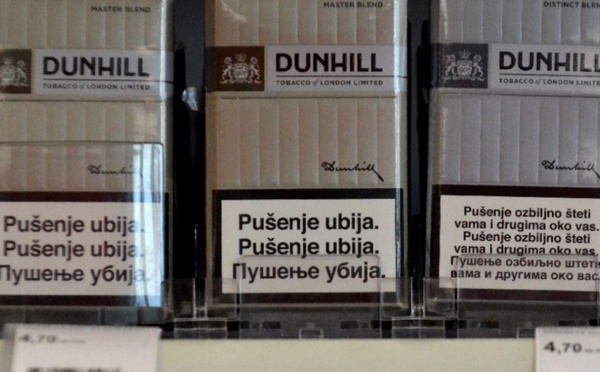 MASTER BLEND
DUNHILL
TOBACCO of LONDON LIMITED
Dunhill
Pušenje ubija.
Pušenje ubija.
Пушење убија.
4,70
MASTER BLEND
DUNHILL
TOBACCO of LONDON LIMITED
Dunhill
Pušenje ubija.
Pušenje ubija.
Пушење убија.
DISTINCT BLEND
DUNHILL
TOBACCO of LONDON LIMITED
Dunhill
Pušenje ozbiljno šteti
vama i drugima oko vas.
Pušenje ozbiljno šteti
vama i drugima oko vas.
Пушење озбиљно штети
вама и другима око вас.
4,70